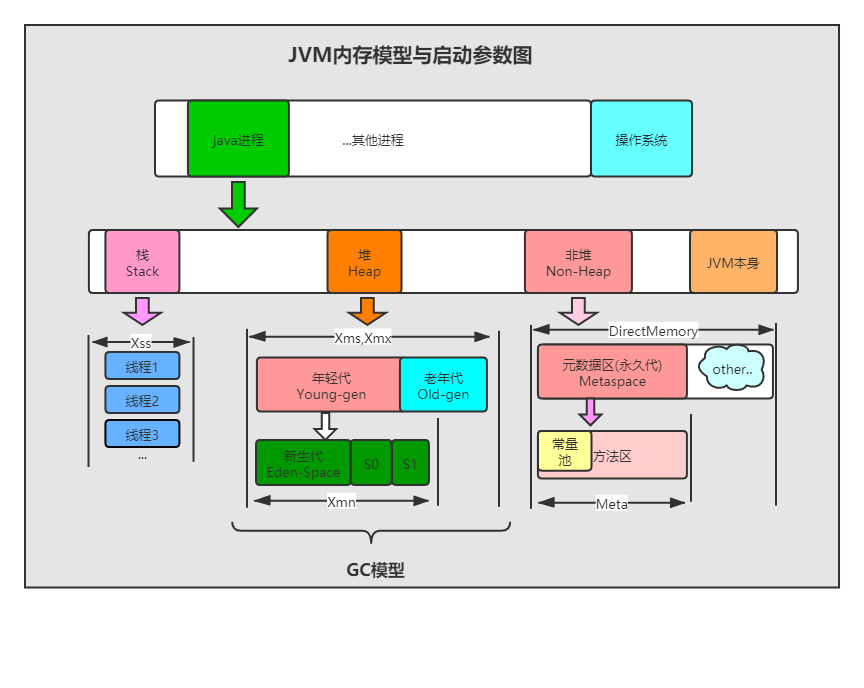 JVM内存模型与启动参数图
java进程
...其他进程
操作系统
栈
Stack
堆
Heap
非堆
Non-Heap
JVM本身
Xss
线程1
线程2
线程3
...
Xms,Xmx
年轻代
Young-gen
老年代
Old-gen
新生代
Eden-Space
S0
S1
Xmn
GC模型
DirectMemory
元数据区(永久代)
Metaspace
other..
常量
池
方法区
Meta